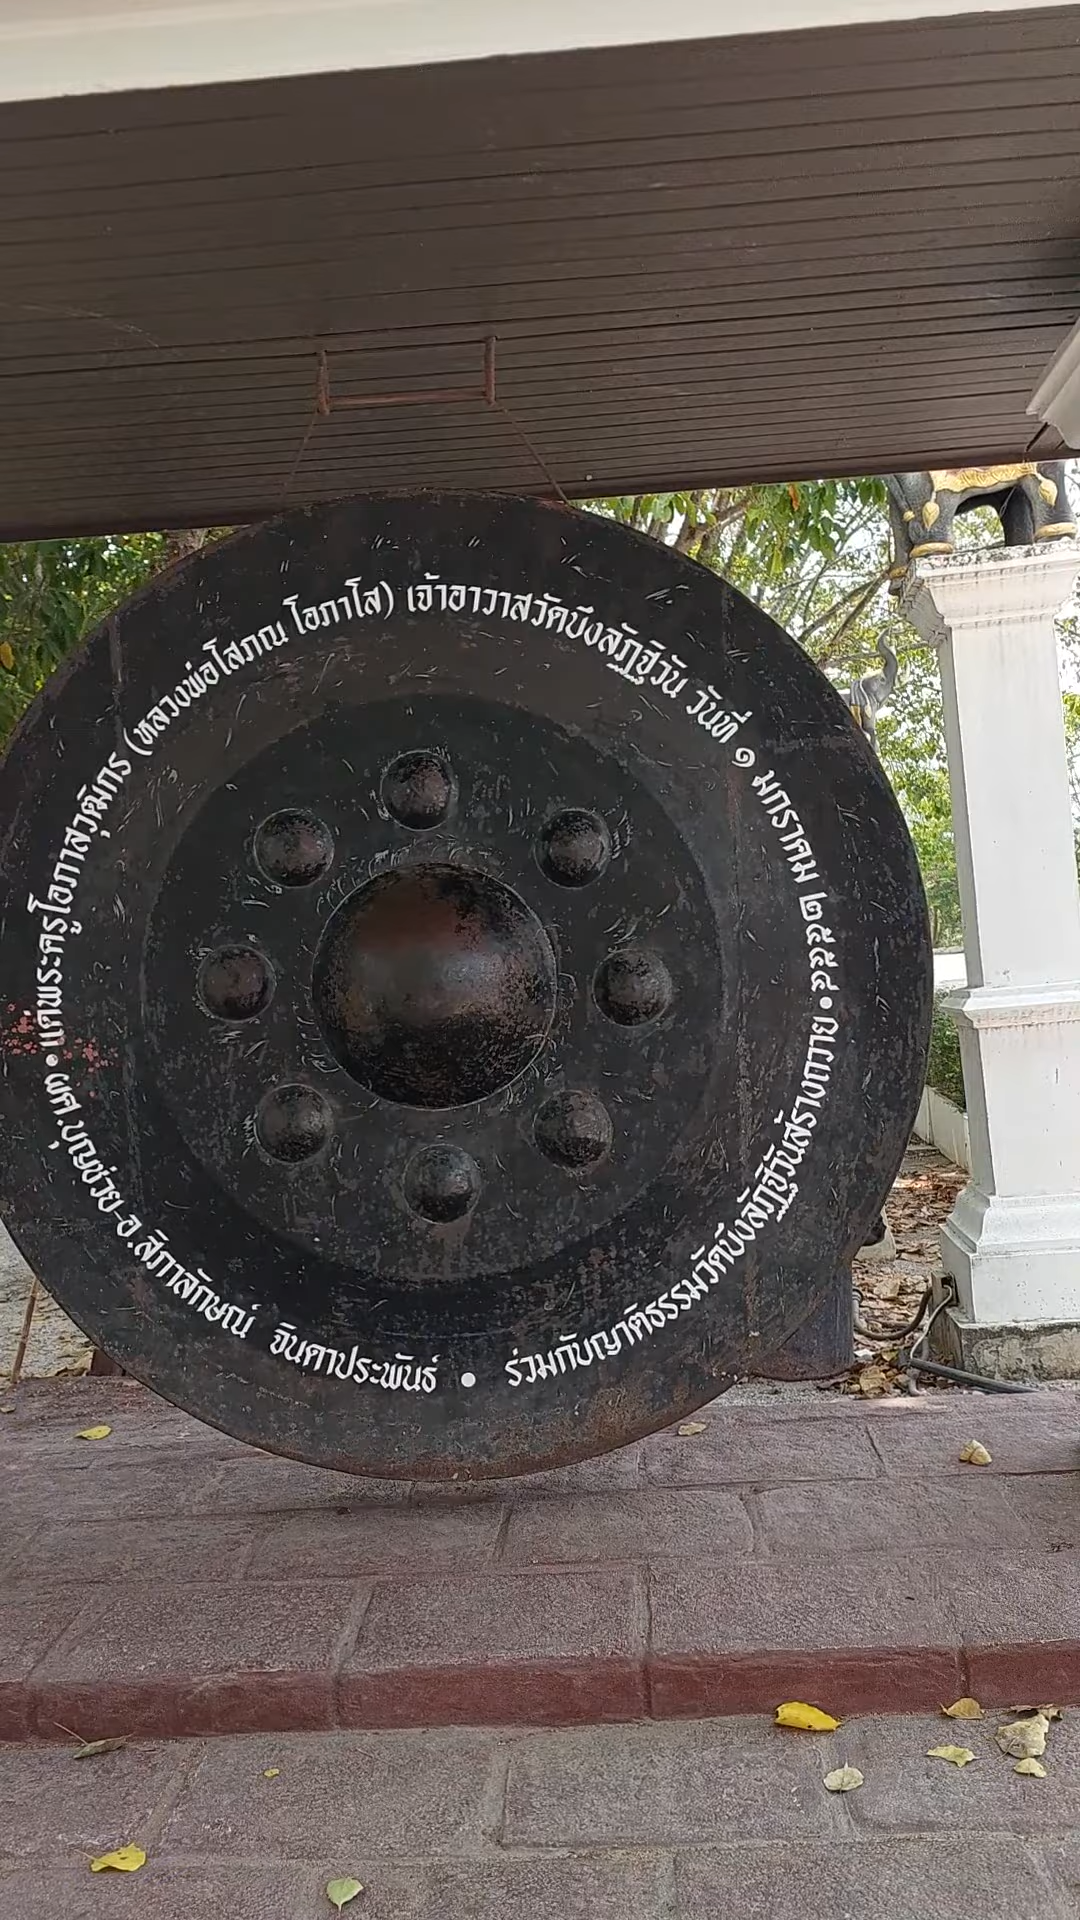 แก่พระครูโอภาสวุฒิกร (หลวงพ่อโสภณ โอภาโส) เจ้าอาวาสวัดบึงลัฏฐิวัน วันที่ ๑ มกราคม ๒๕๕๔ •
ผศ.บุญช่วย-อ.สิภาลักษณ์ จินดาประพันธ์ • ร่วมกับญาติธรรมวัดบึงลัฏฐิวันสร้างถวาย •